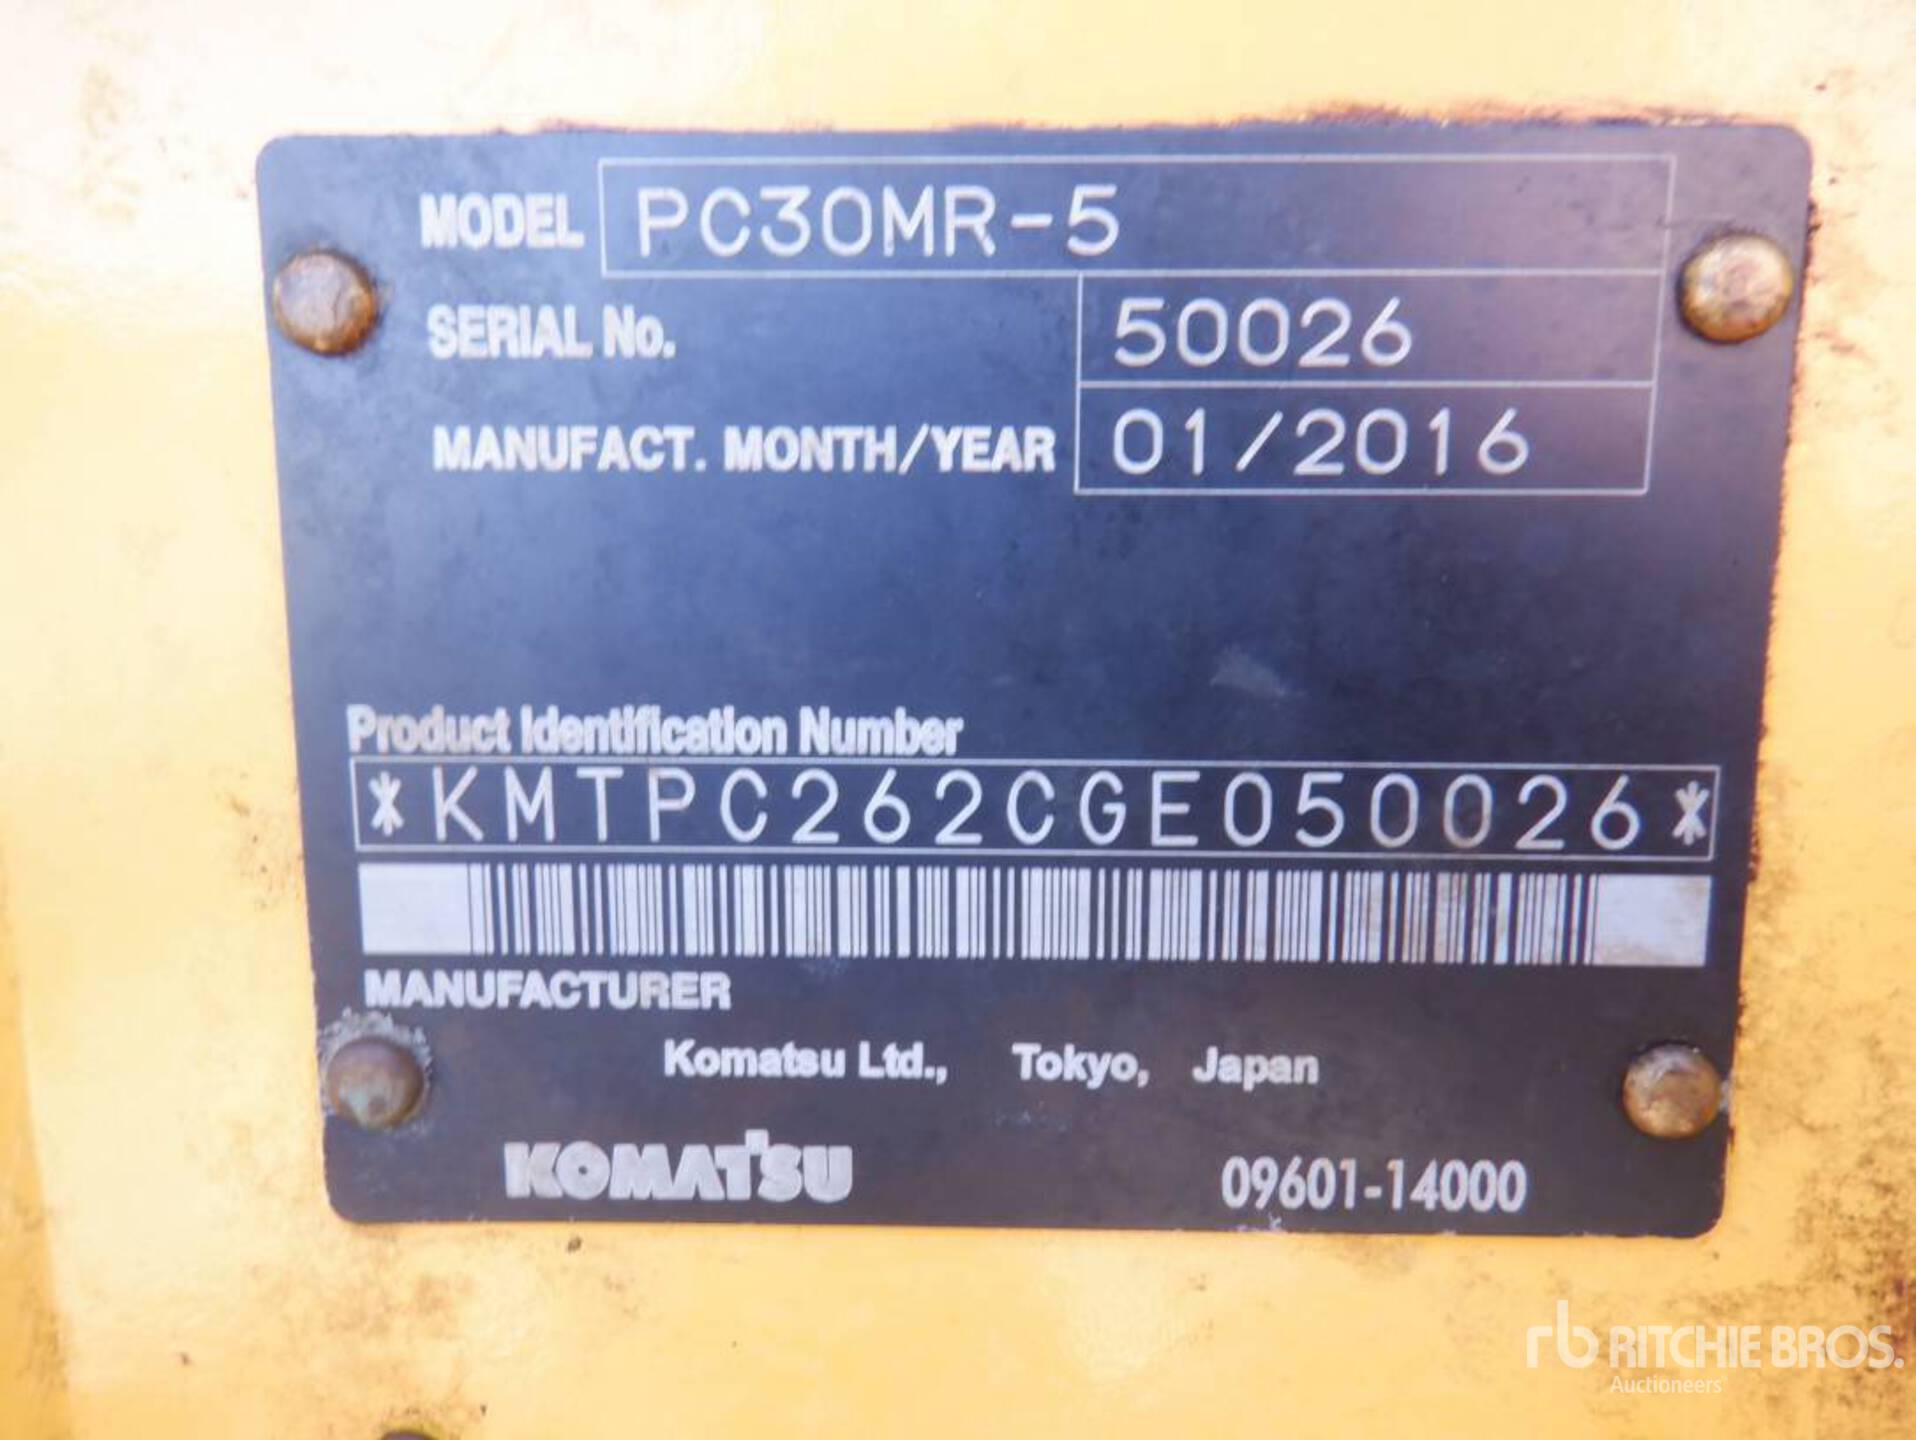 MODEL PC30MR-5
SERIAL No. 50026
MANUFACT. MONTH/YEAR 01/2016
Product Identification Number
*KMTPC262CGE050026*
MANUFACTURER
Komatsu Ltd., Tokyo, Japan
KOMATSU 09601-14000
rb RITCHIE BROS.
Auctioneers